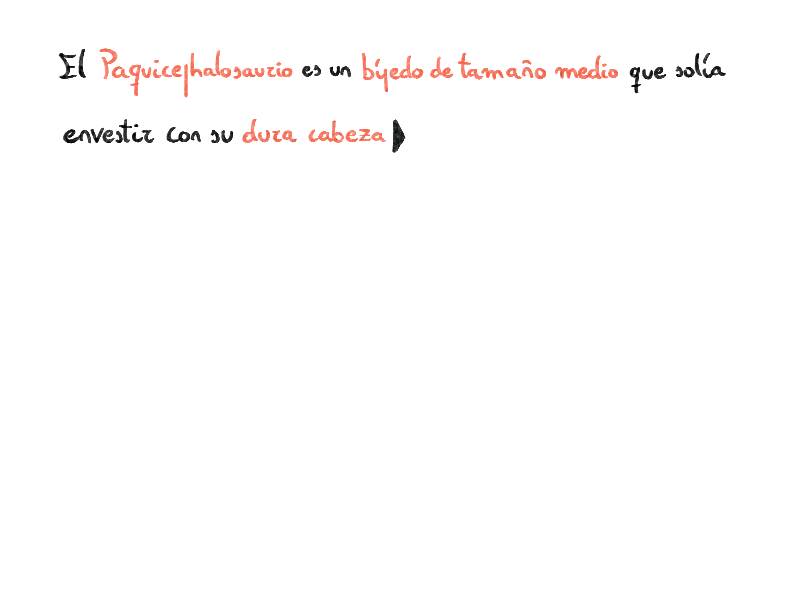 El Paquicephalosaurio es un bípedo de tamaño medio que solía
envestir con su dura cabeza